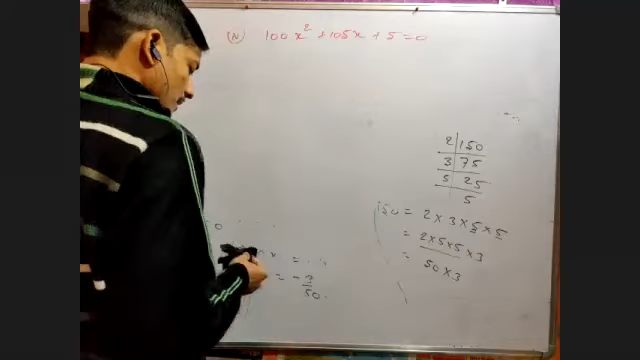 (iv) 100x² + 105x + 5 = 0
2 | 150
3 | 75
5 | 25
5
150 = 2 × 3 × 5 × 5
= 2×5×5 × 3
= 50 × 3
0 ....
x = ...
= - 3/50.